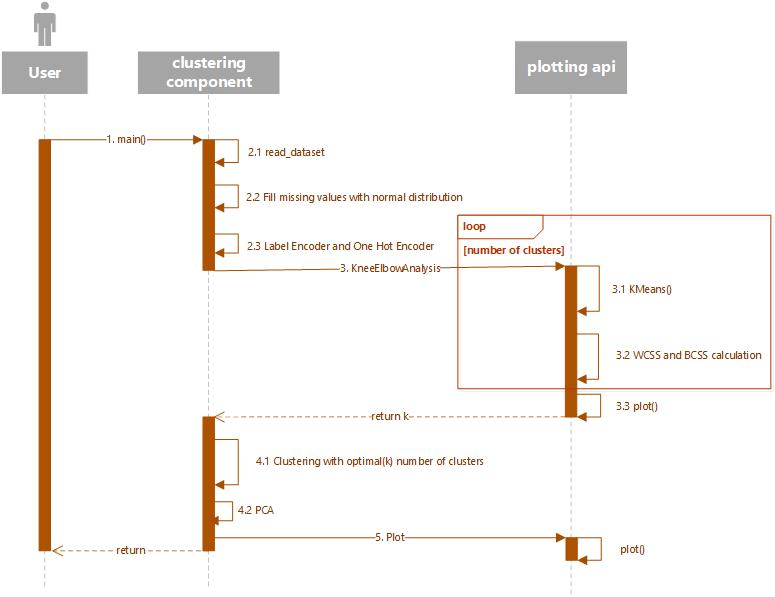 User
clustering
component
plotting api
1. main()
2.1 read_dataset
2.2 Fill missing values with normal distribution
loop
2.3 Label Encoder and One Hot Encoder
[number of clusters]
3. KneeElbowAnalysis
3.1 KMeans()
3.2 WCSS and BCSS calculation
3.3 plot()
return k
4.1 Clustering with optimal(k) number of clusters
4.2 PCA
5. Plot
return
plot()